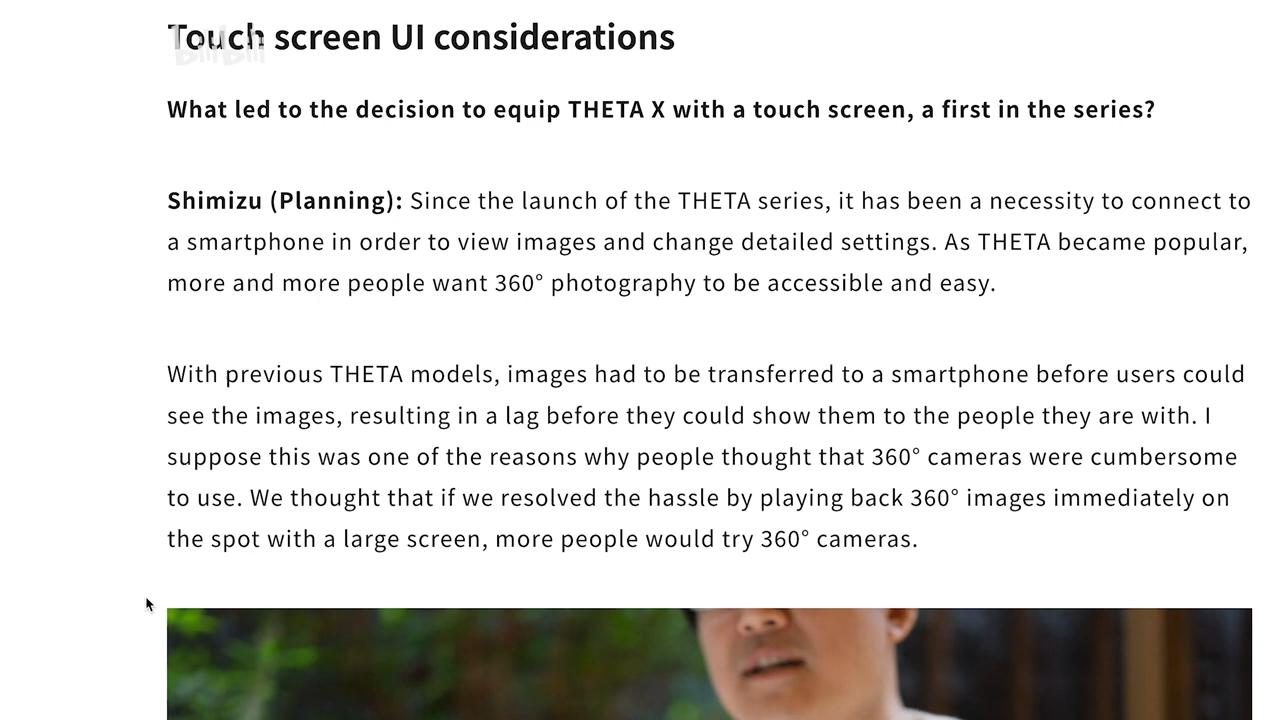 Touch screen UI considerations
bilibili
What led to the decision to equip THETA X with a touch screen, a first in the series?
Shimizu (Planning): Since the launch of the THETA series, it has been a necessity to connect to
a smartphone in order to view images and change detailed settings. As THETA became popular,
more and more people want 360° photography to be accessible and easy.
With previous THETA models, images had to be transferred to a smartphone before users could
see the images, resulting in a lag before they could show them to the people they are with. I
suppose this was one of the reasons why people thought that 360° cameras were cumbersome
to use. We thought that if we resolved the hassle by playing back 360° images immediately on
the spot with a large screen, more people would try 360° cameras.